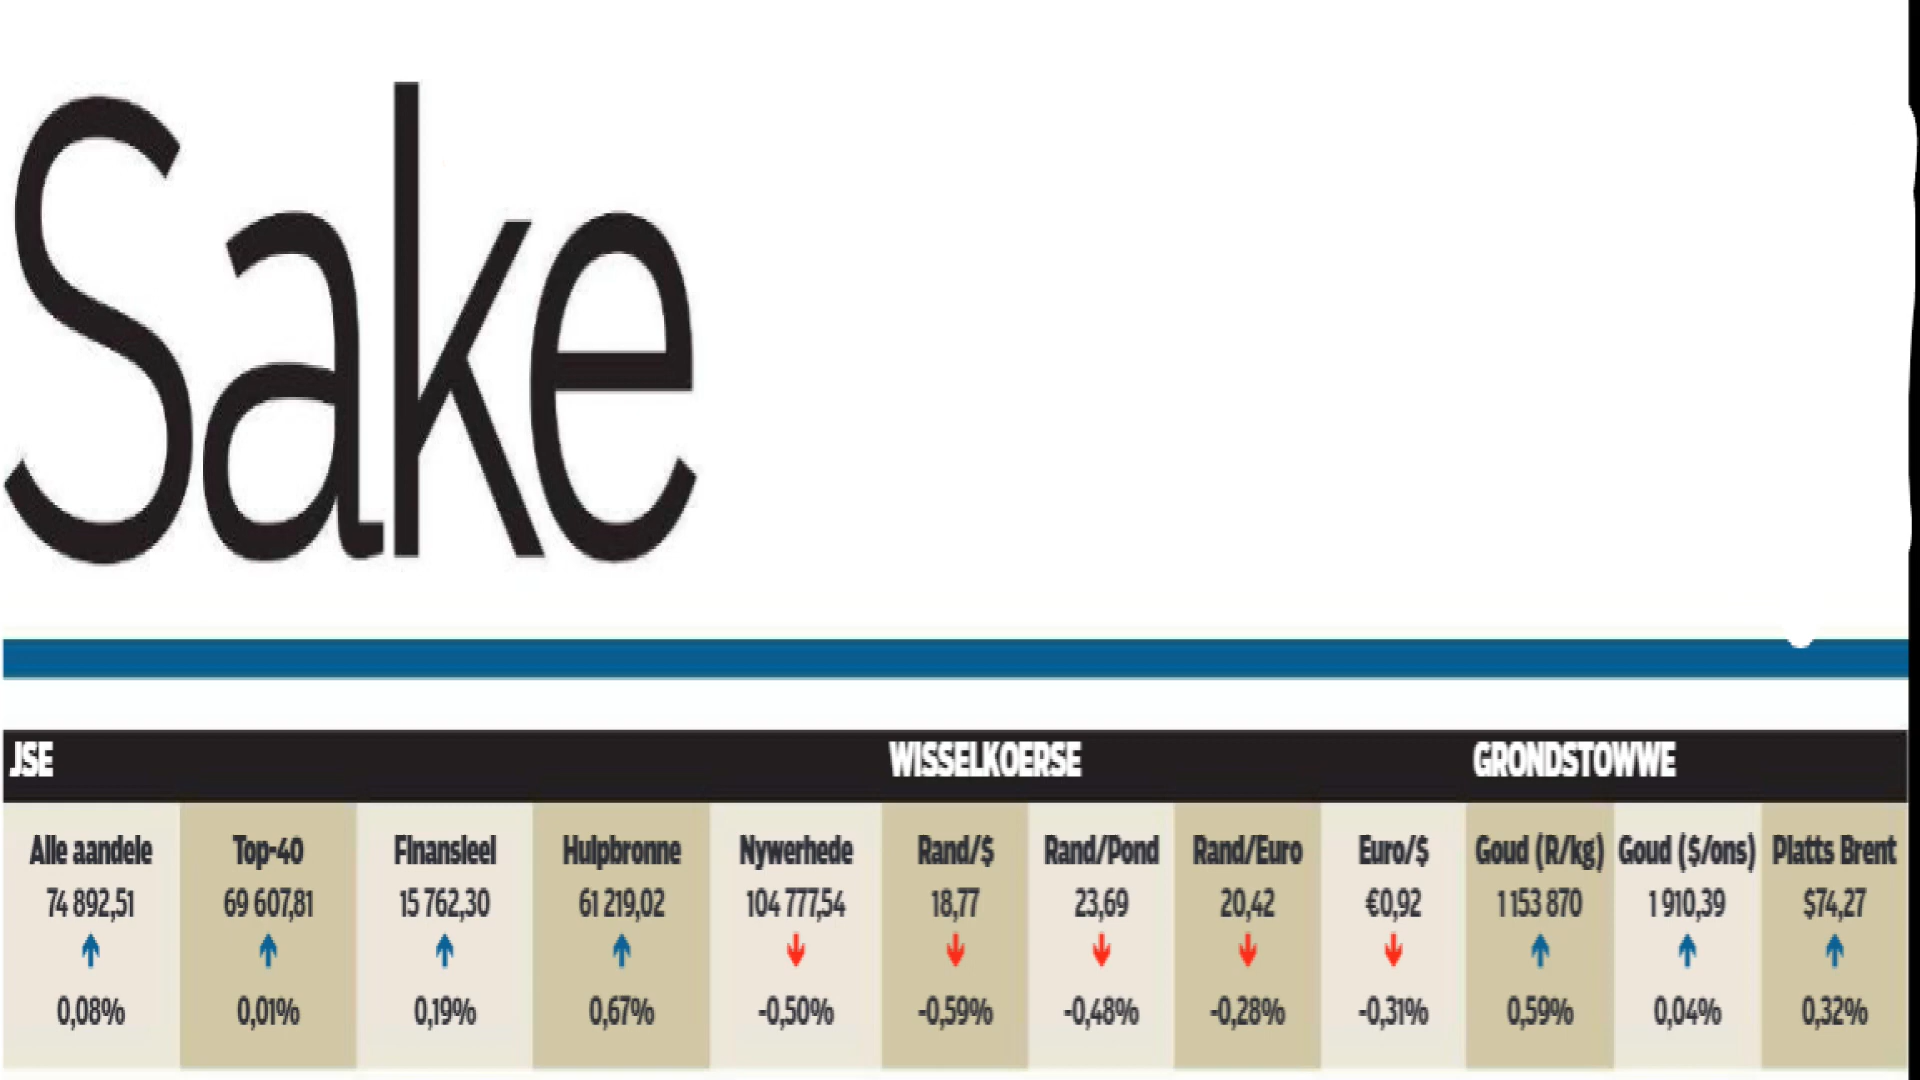 Sake
JSE WISSELKOERSE GRONDSTOWWE
Alle aandele Top-40 Finansieel Hulpbronne Nywerhede Rand/$ Rand/Pond Rand/Euro Euro/$ Goud (R/kg) Goud ($/ons) Platts Brent
74 892,51 69 607,81 15 762,30 61 219,02 104 777,54 18,77 23,69 20,42 €0,92 1 153 870 1 910,39 $74,27
0,08% 0,01% 0,19% 0,67% -0,50% -0,59% -0,48% -0,28% -0,31% 0,59% 0,04% 0,32%